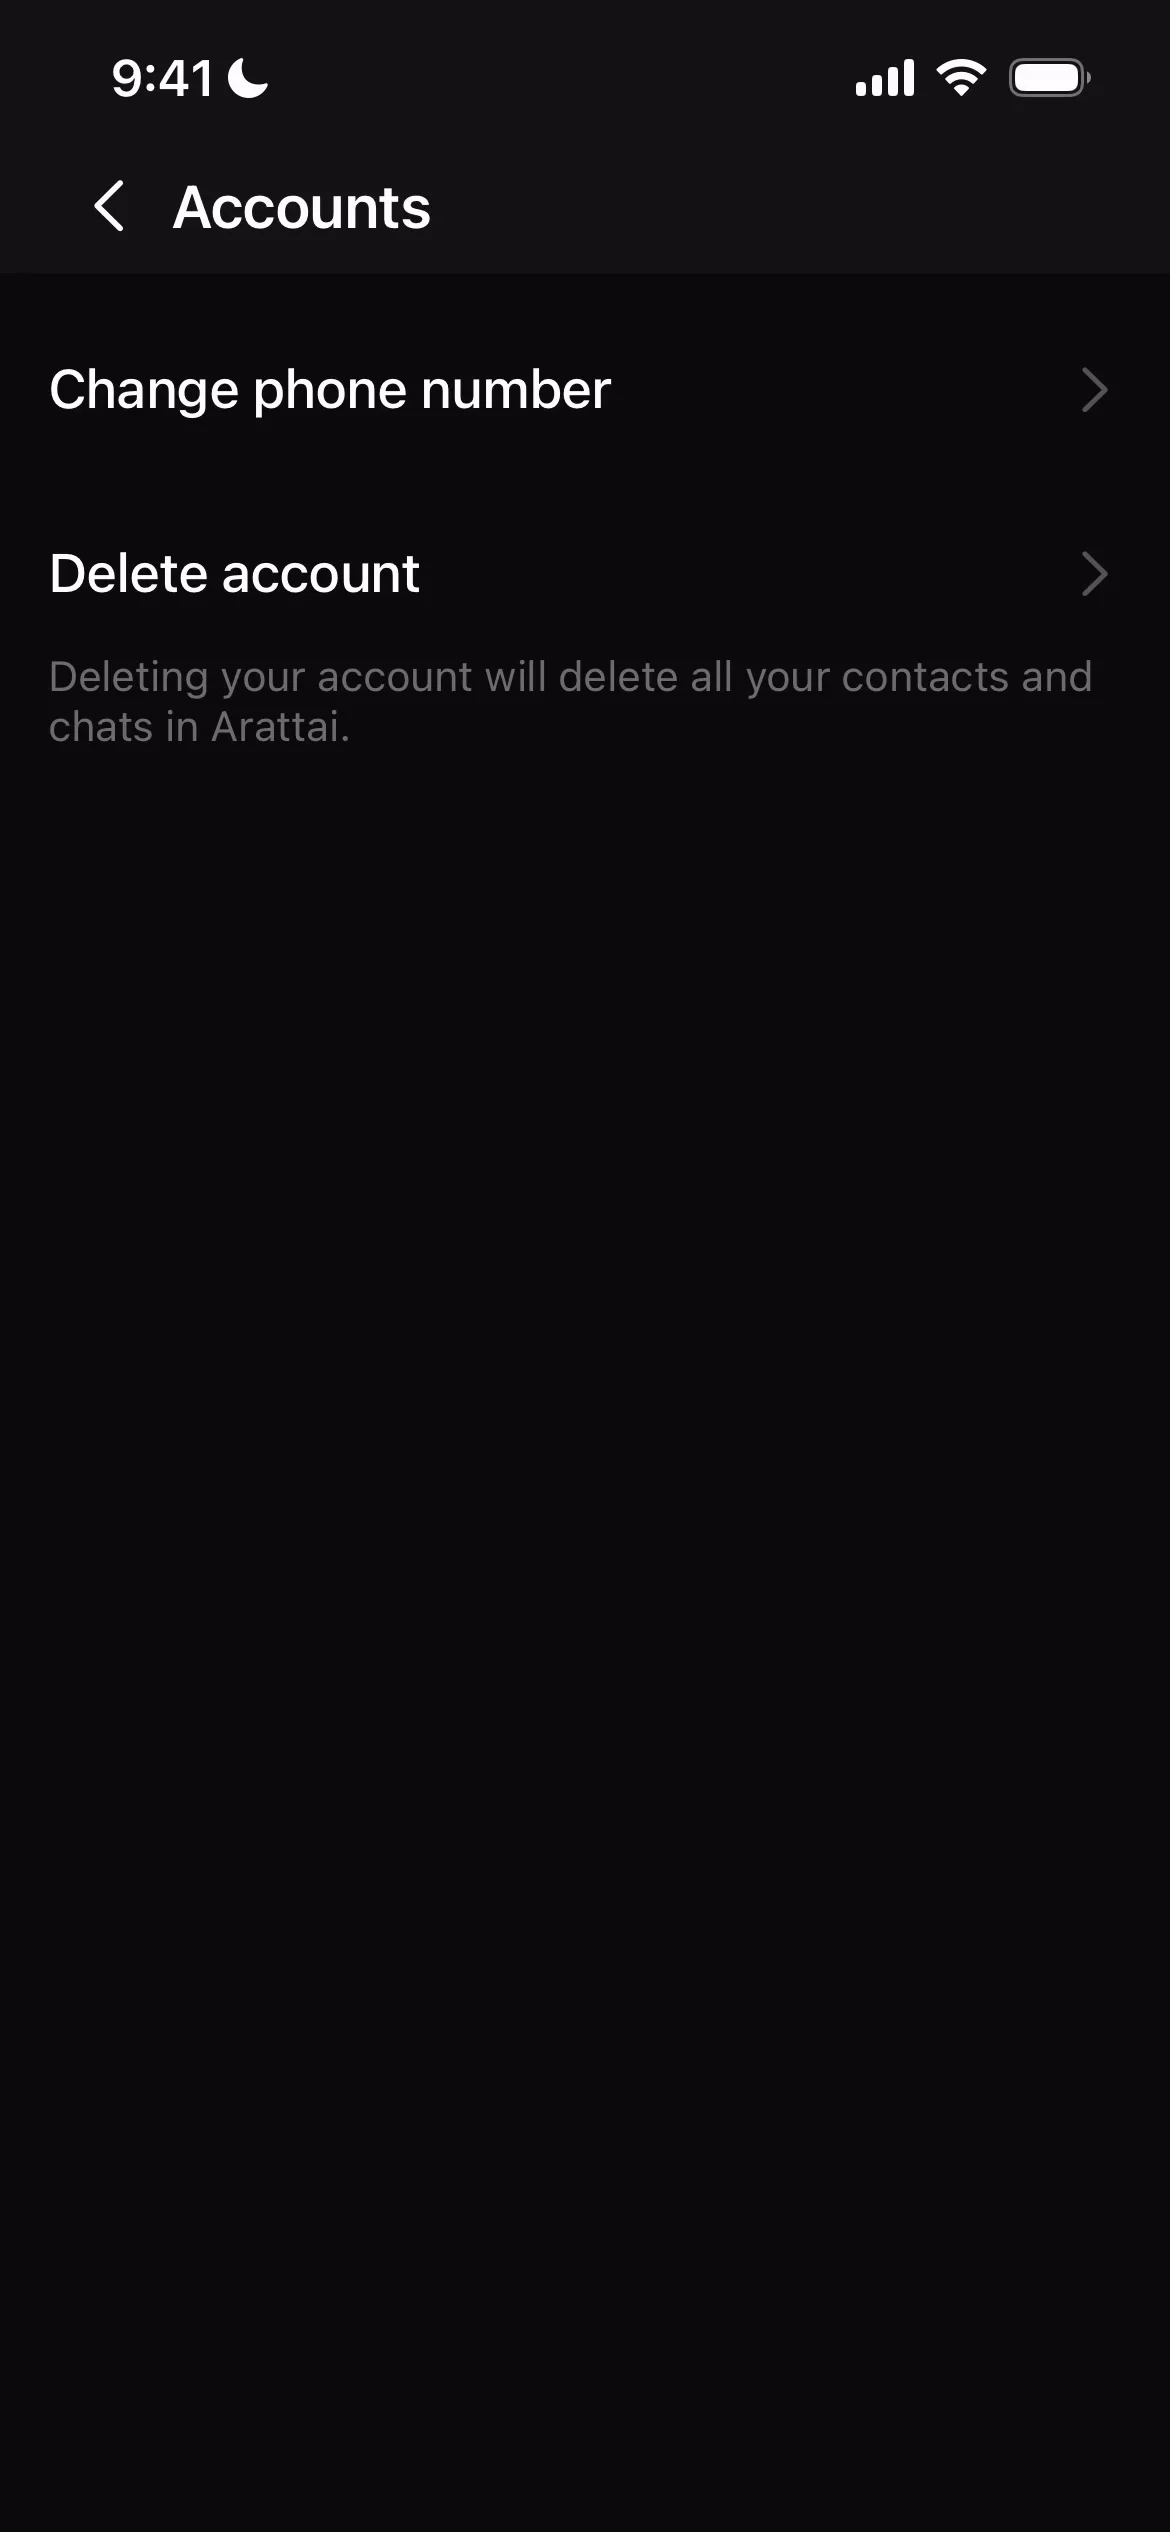 9:41
Accounts
Change phone number
Delete account
Deleting your account will delete all your contacts and
chats in Arattai.